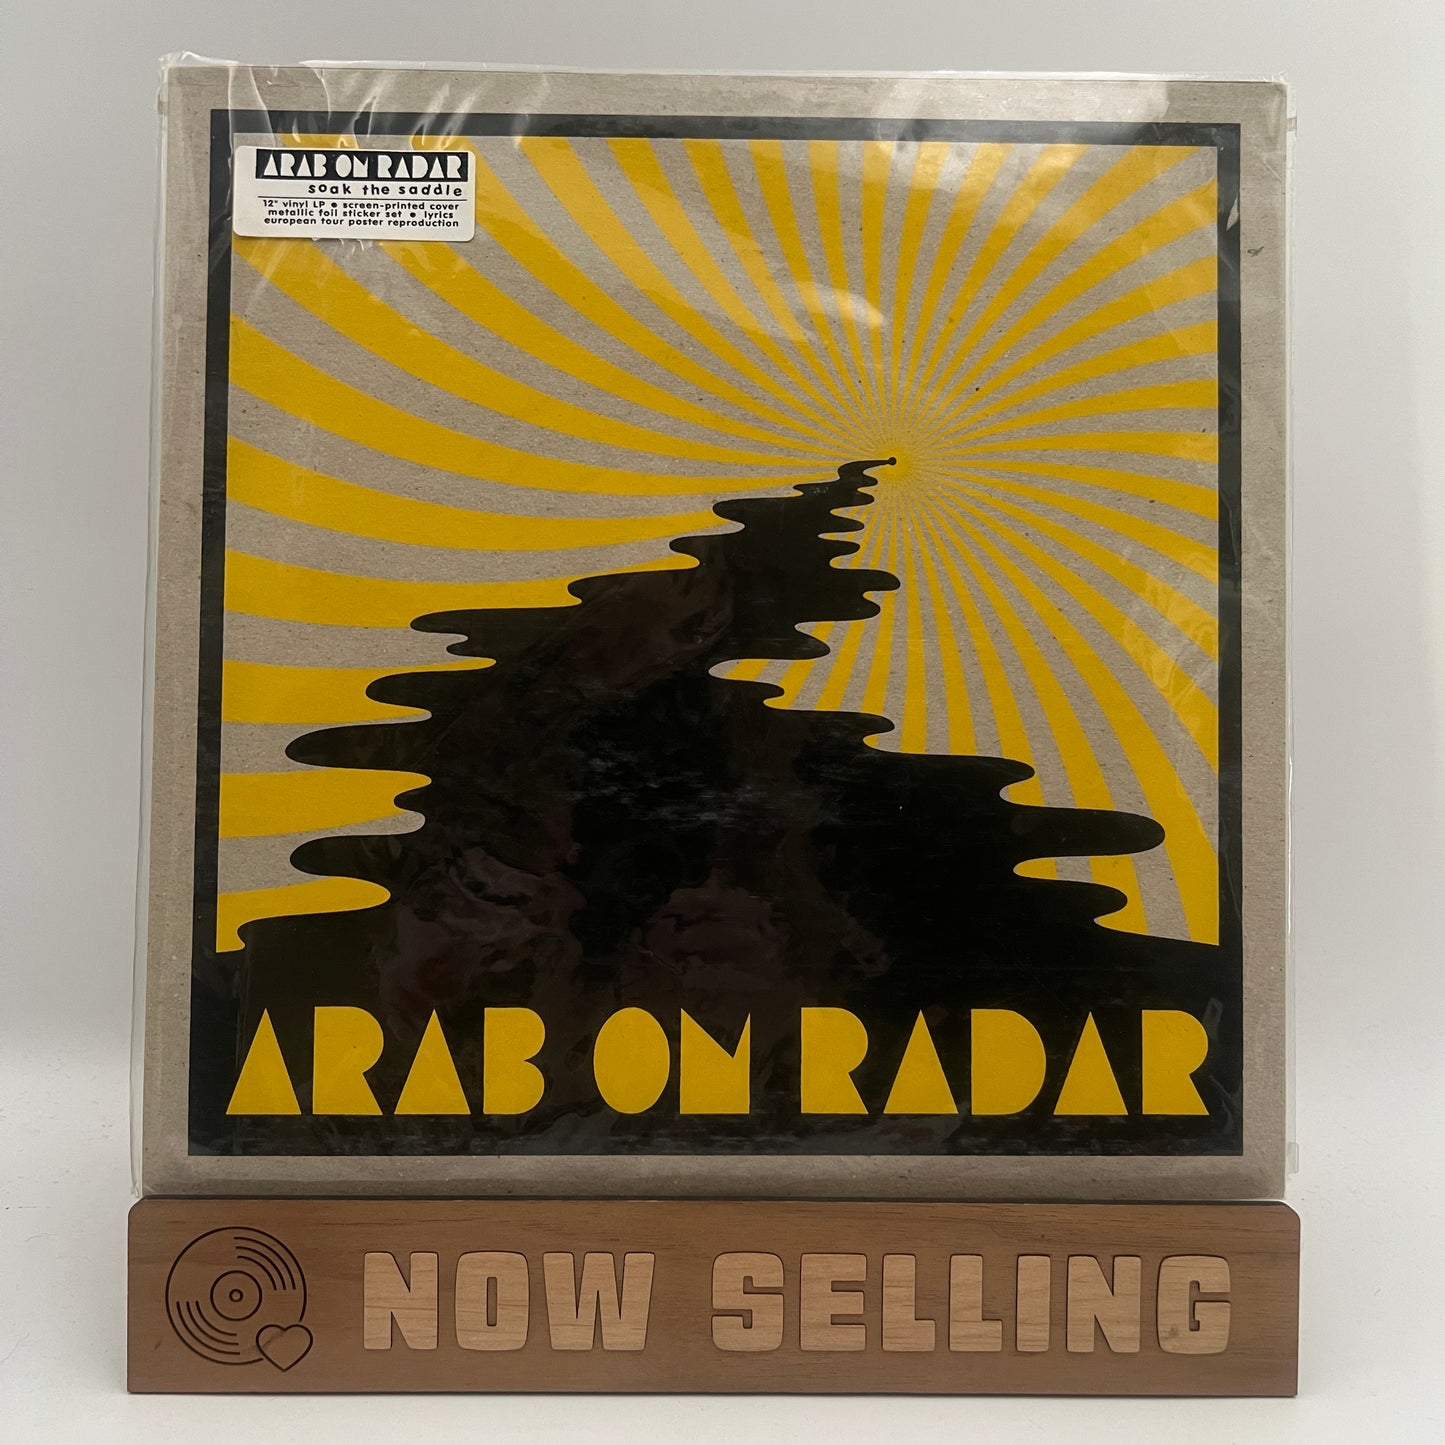 ARAB ON RADAR
soak the saddle
12" vinyl LP ● screen-printed cover
metallic foil sticker set ● lyrics
european tour poster reproduction
ARAB ON RADAR
NOW SELLING